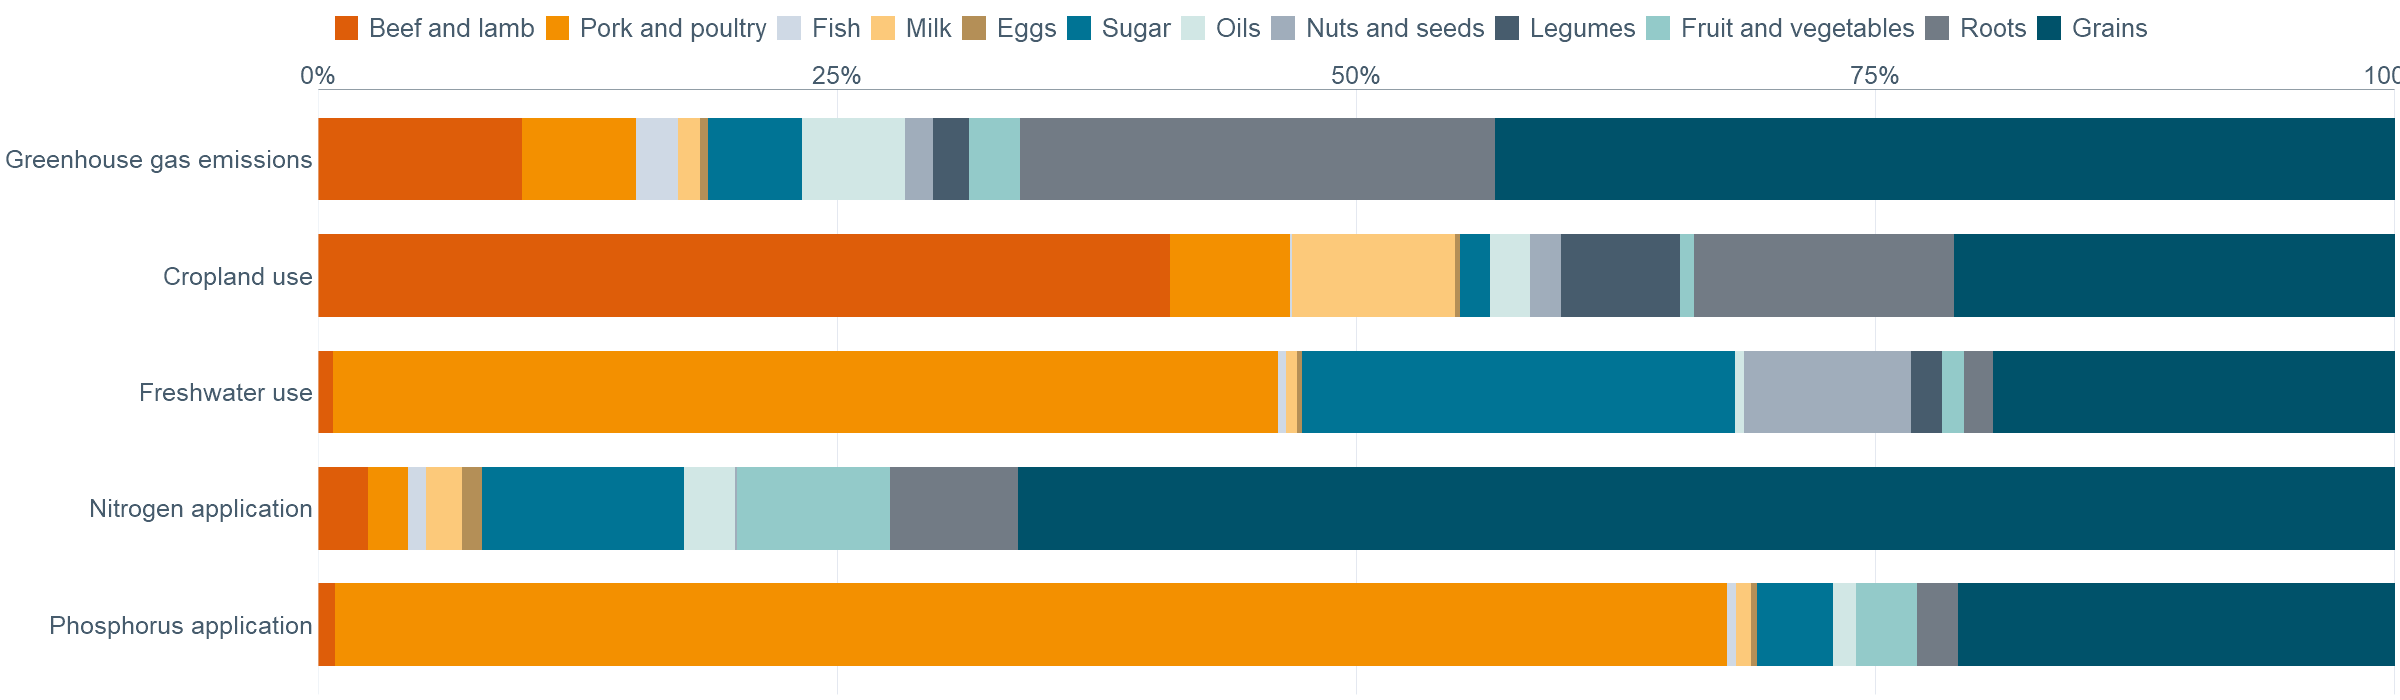 Beef and lamb Pork and poultry Fish Milk Eggs Sugar Oils Nuts and seeds Legumes Fruit and vegetables Roots Grains
0% 25% 50% 75% 100
Greenhouse gas emissions
Cropland use
Freshwater use
Nitrogen application
Phosphorus application